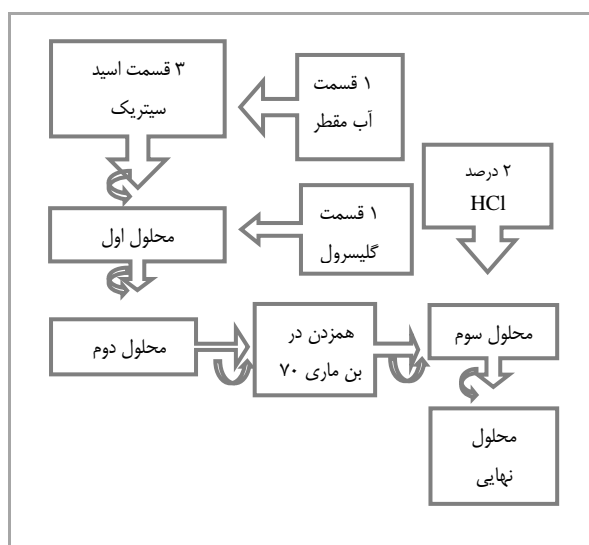 ۳ قسمت اسید
سیتریک
۱ قسمت
آب مقطر
۲ درصد
HCl
محلول اول
۱ قسمت
گلیسرول
محلول دوم
همزدن در
بن ماری ۷۰
محلول سوم
محلول
نهایی